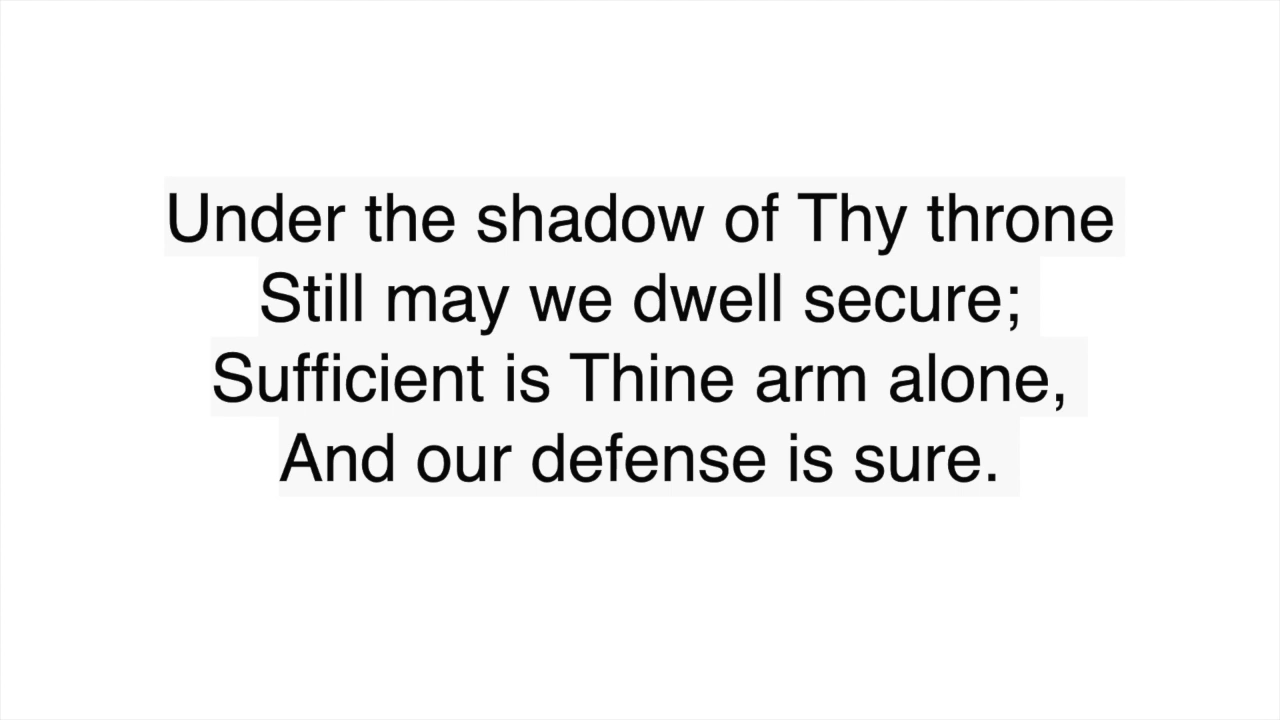 Under the shadow of Thy throne
Still may we dwell secure;
Sufficient is Thine arm alone,
And our defense is sure.